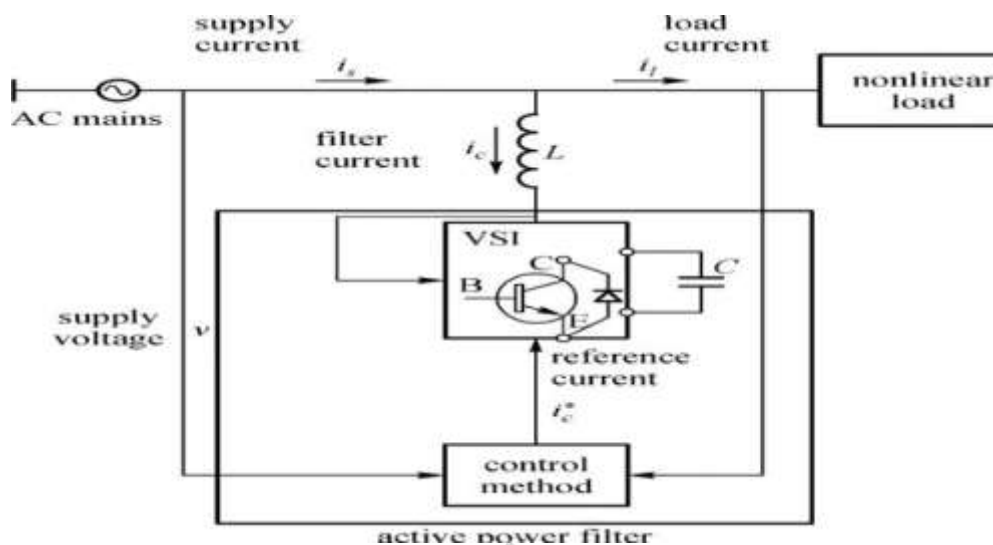 supply
current
i_s
load
current
i_l
nonlinear
load
AC mains
filter
current
i_c
L
VSI
C
B
E
C
supply
voltage
v
reference
current
i_c*
control
method
active power filter